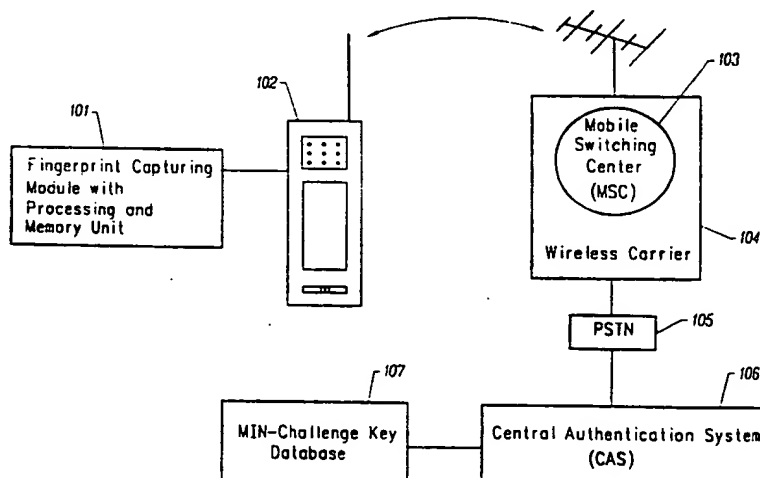 101
Fingerprint Capturing
Module with
Processing and
Memory Unit
102
103
Mobile
Switching
Center
(MSC)
Wireless Carrier
104
PSTN
105
106
Central Authentication System
(CAS)
107
MIN-Challenge Key
Database